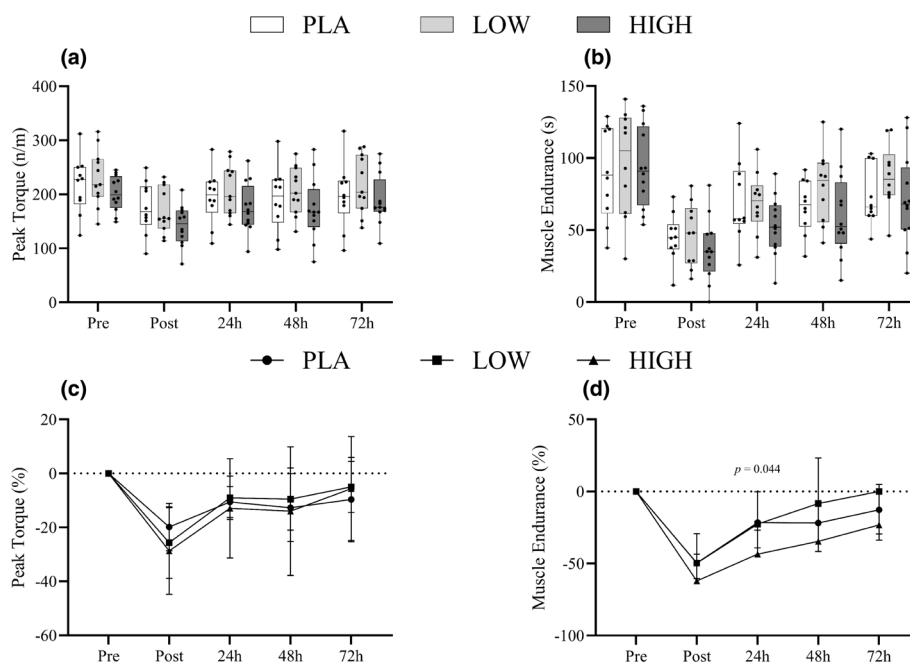 PLA LOW HIGH
(a)
Peak Torque (n/m)
400
300
200
100
0
Pre Post 24h 48h 72h
(b)
Muscle Endurance (s)
150
100
50
0
Pre Post 24h 48h 72h
PLA LOW HIGH
(c)
Peak Torque (%)
20
0
-20
-40
-60
Pre Post 24h 48h 72h
(d)
Muscle Endurance (%)
50
0
-50
-100
p = 0.044
Pre Post 24h 48h 72h